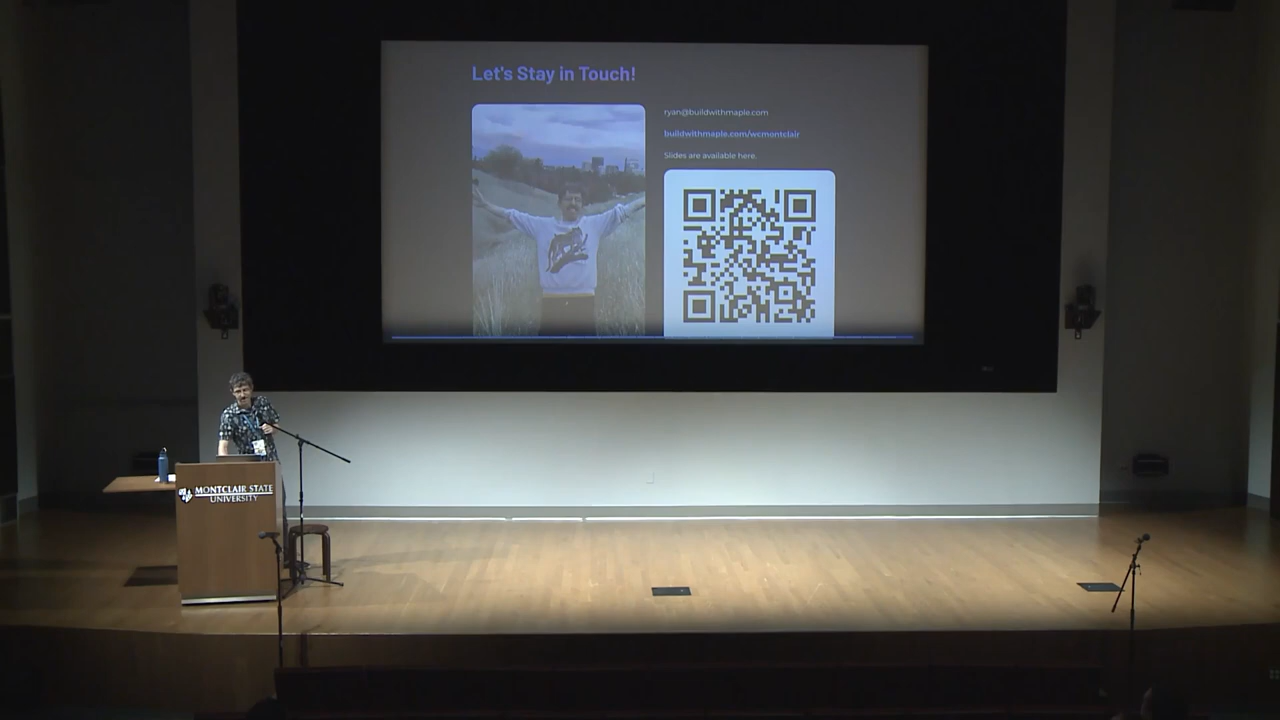 Let's Stay in Touch!
ryan@buildwithmaple.com
buildwithmaple.com/wcmontclair
Slides are available here.
MONTCLAIR STATE
UNIVERSITY